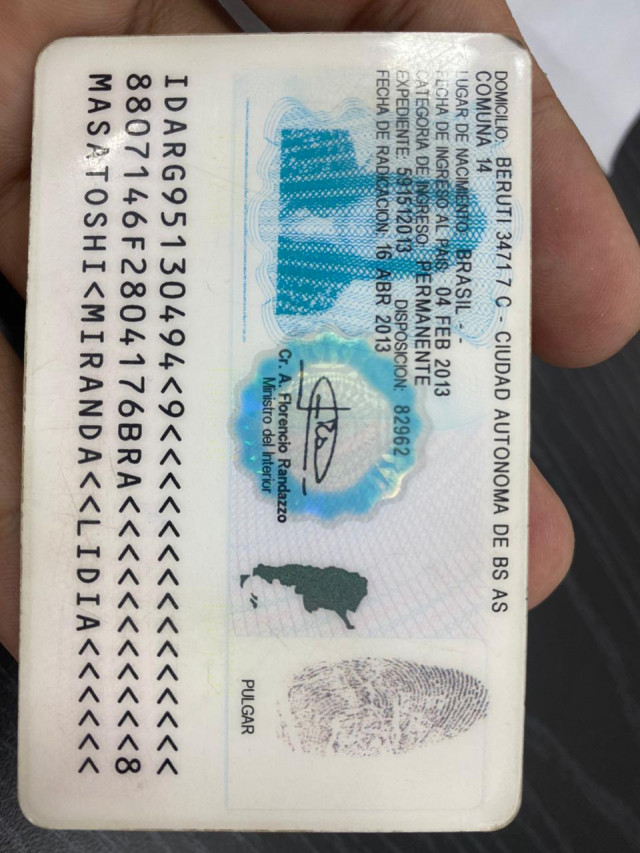 DOMICILIO: BERUTI 3471 7 C - CIUDAD AUTONOMA DE BS AS
COMUNA 14
LUGAR DE NACIMIENTO: BRASIL - -
FECHA DE INGRESO AL PAIS: 04 FEB 2013
CATEGORIA DE INGRESO: PERMANENTE
EXPEDIENTE: 591512013 DISPOSICION: 82962
FECHA DE RADICACION: 16 ABR 2013
Cr. A. Florencio Randazzo
Ministro del Interior
PULGAR
IDARG95130494<9<<<<<<<<<<<<<<<
8807146F2804176BRA<<<<<<<<<<<8
MASATOSHI<MIRANDA<<LIDIA<<<<<<